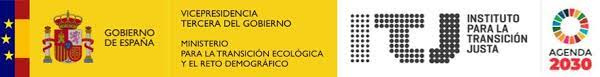 GOBIERNO
DE ESPAÑA
VICEPRESIDENCIA
TERCERA DEL GOBIERNO
MINISTERIO
PARA LA TRANSICIÓN ECOLÓGICA
Y EL RETO DEMOGRÁFICO
ITJ
INSTITUTO
PARA LA
TRANSICIÓN
JUSTA
AGENDA
2030